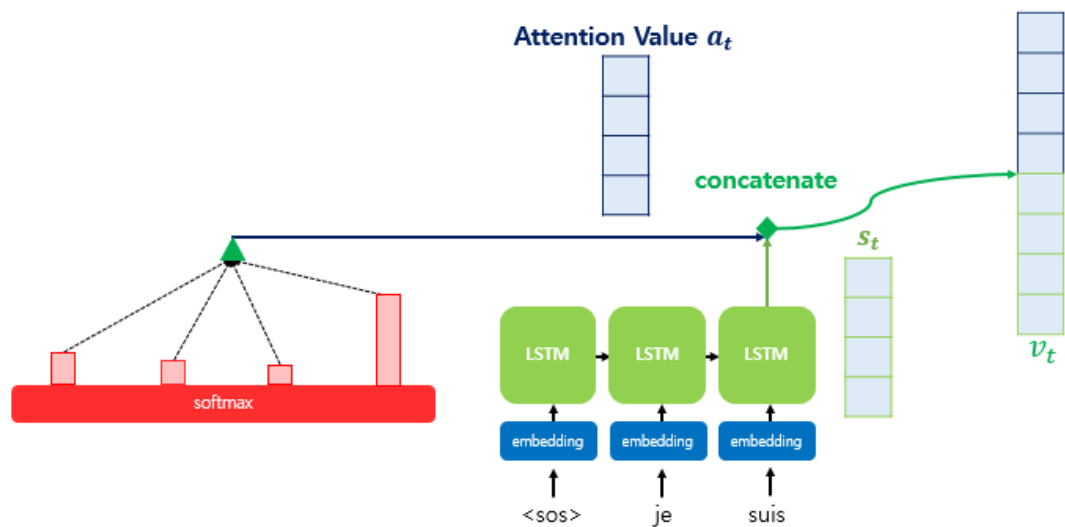 Attention Value a_t
concatenate
s_t
v_t
LSTM LSTM LSTM
softmax
embedding embedding embedding
<sos> je suis